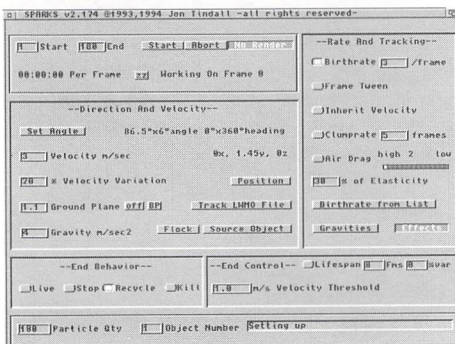 SPARKS v2.174 @1993,1994 Jon Tindall -all rights reserved-
1 Start 180 End Start Abort No Render
00:00:00 Per Frame zz Working On Frame 0
--Rate And Tracking--
Birthrate 3 /frame
Frame Tween
Inherit Velocity
Clumprate 5 frames
Air Drag high 2 low
30 % of Elasticity
Birthrate from List
Gravities Effects
--Direction And Velocity--
Set Angle 86.5°x6°angle 0°x360°heading
3 Velocity m/sec 0x, 1.45y, 0z
20 % Velocity Variation Position
1.1 Ground Plane off BP Track LWMO File
4 Gravity m/sec2 Flock Source Object
--End Behavior--
Live Stop Recycle Kill
--End Control-- Lifespan 0 Fms 0 %var
1.0 m/s Velocity Threshold
180 Particle Qty 1 Object Number Setting up